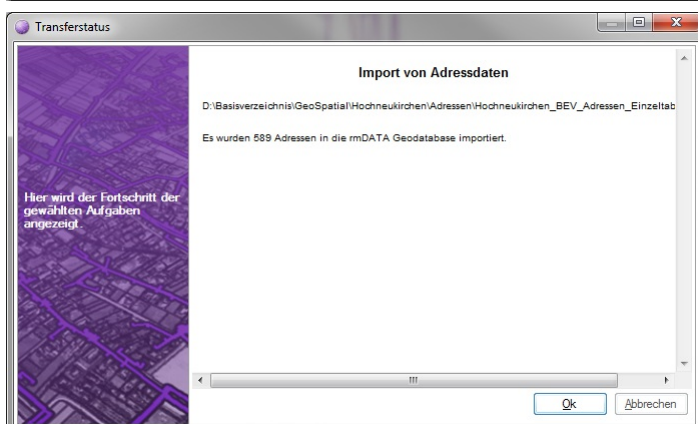 Transferstatus
Import von Adressdaten
D:\Basisverzeichnis\GeoSpatial\Hochneukirchen\Adressen\Hochneukirchen_BEV_Adressen_Einzeltab
Es wurden 589 Adressen in die rmDATA Geodatabase importiert.
Hier wird der Fortschritt der
gewählten Aufgaben
angezeigt.
Ok
Abbrechen